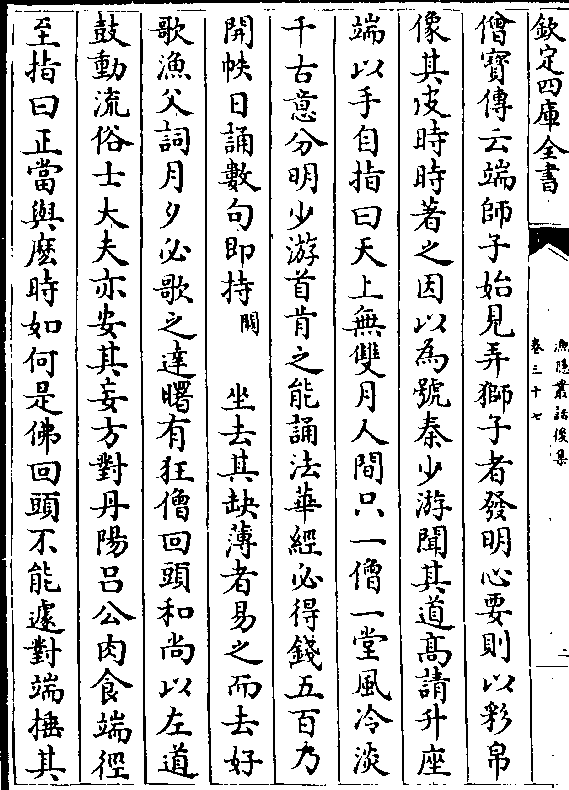 欽定四庫全書
漁隱叢話後集
卷三十七
二
僧寶傳云端師子始見弄獅子者發明心要則以彩帛
像其皮時時著之因以為號秦少游聞其道高請升座
端以手自指曰天上無雙月人間只一僧一堂風冷淡
千古意分明少游首肯之能誦法華經必得錢五百乃
開帙日誦數句即持 闕 坐去其缺薄者易之而去好
歌漁父詞月夕必歌之達曙有狂僧回頭和尚以左道
鼓動流俗士大夫亦安其妄方對丹陽呂公肉食端徑
至指曰正當與麽時如何是佛回頭不能遽對端捶其